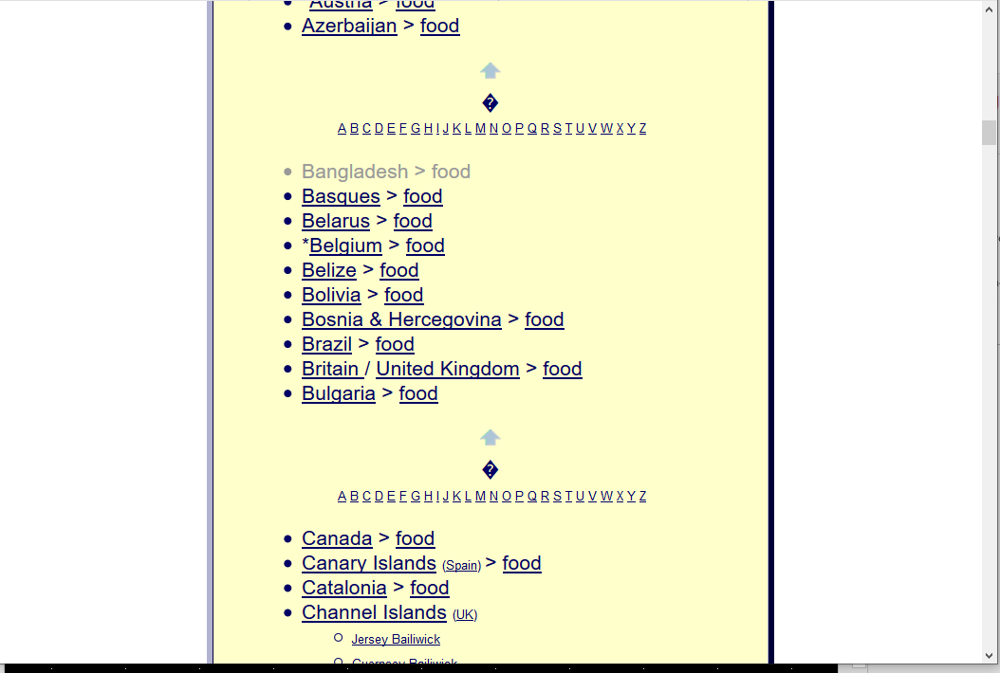 *Austria > food
Azerbaijan > food
�
A B C D E F G H I J K L M N O P Q R S T U V W X Y Z
Bangladesh > food
Basques > food
Belarus > food
*Belgium > food
Belize > food
Bolivia > food
Bosnia & Hercegovina > food
Brazil > food
Britain / United Kingdom > food
Bulgaria > food
�
A B C D E F G H I J K L M N O P Q R S T U V W X Y Z
Canada > food
Canary Islands (Spain) > food
Catalonia > food
Channel Islands (UK)
Jersey Bailiwick
Guernsey Bailiwick